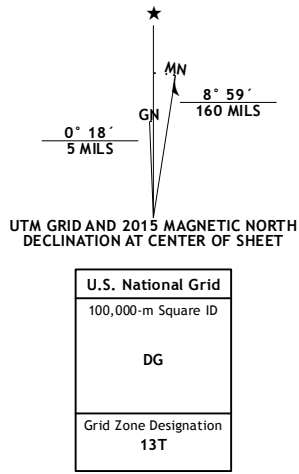 ★
MN
GN
8° 59´
160 MILS
0° 18´
5 MILS
UTM GRID AND 2015 MAGNETIC NORTH
DECLINATION AT CENTER OF SHEET
U.S. National Grid
100,000-m Square ID
DG
Grid Zone Designation
13T